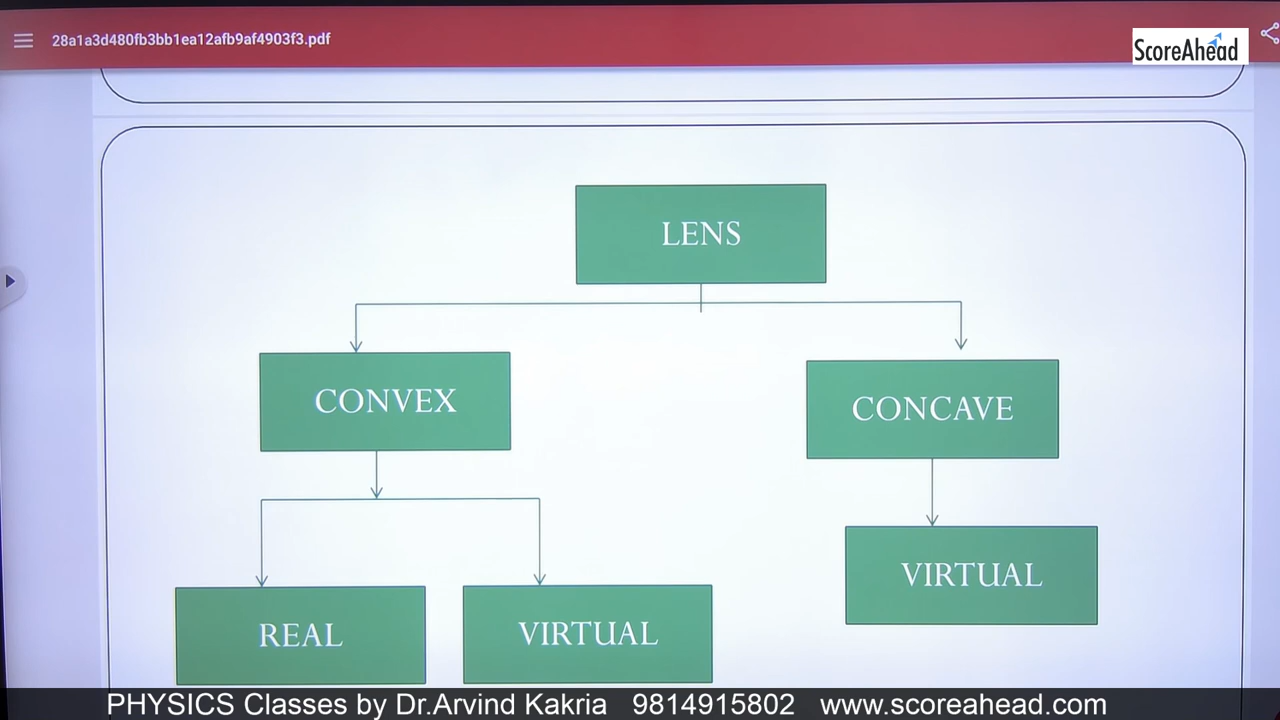 28a1a3d480fb3bb1ea12afb9af4903f3.pdf
ScoreAhead
LENS
CONVEX
CONCAVE
VIRTUAL
REAL
VIRTUAL
PHYSICS Classes by Dr.Arvind Kakria 9814915802 www.scoreahead.com